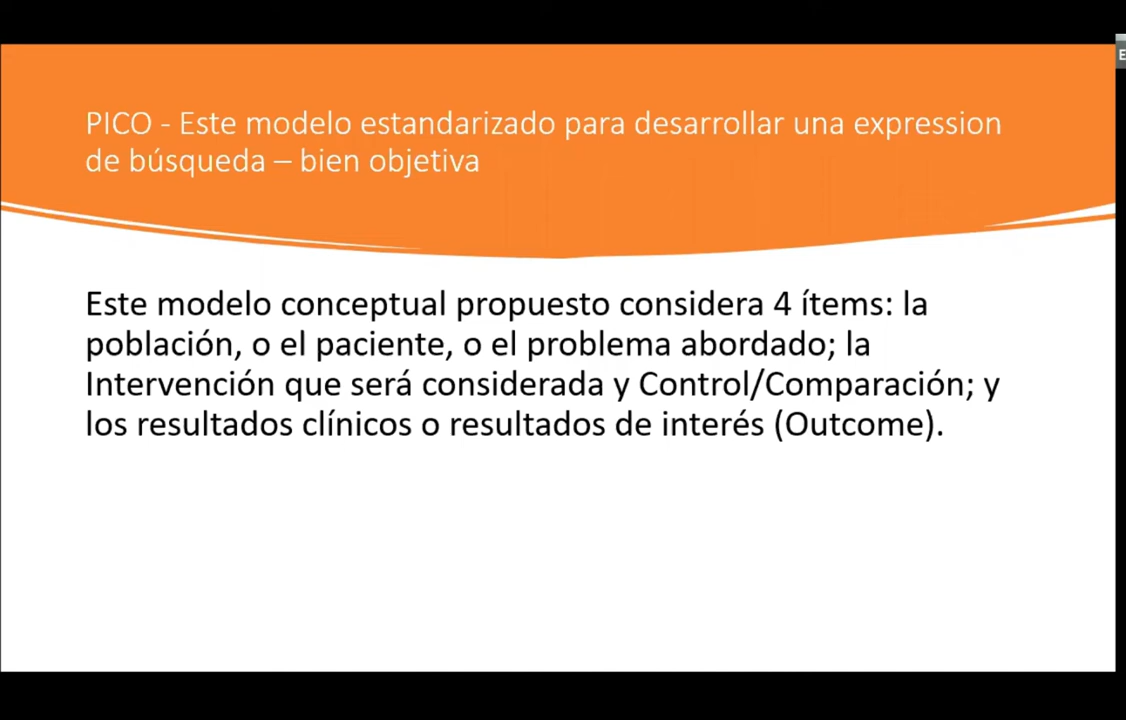 PICO - Este modelo estandarizado para desarrollar una expression
de búsqueda – bien objetiva
Este modelo conceptual propuesto considera 4 ítems: la
población, o el paciente, o el problema abordado; la
Intervención que será considerada y Control/Comparación; y
los resultados clínicos o resultados de interés (Outcome).
E